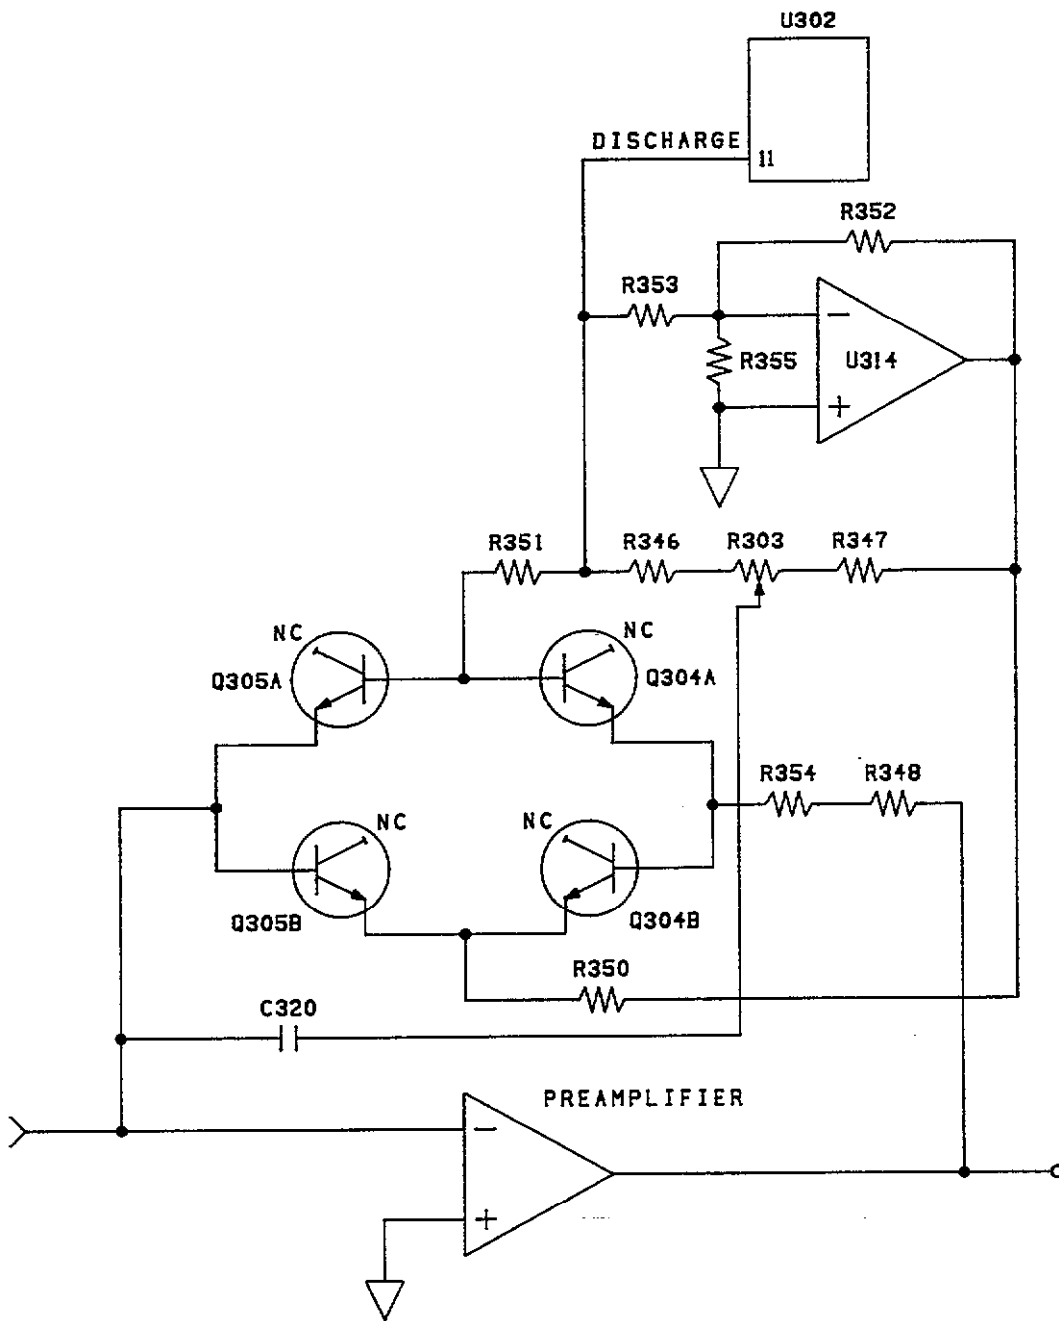 U302
DISCHARGE
11
R352
R353
−
R355
U314
+
R351
R346
R303
R347
NC
NC
Q305A
Q304A
R354
R348
NC
NC
Q305B
Q304B
R350
C320
PREAMPLIFIER
−
+